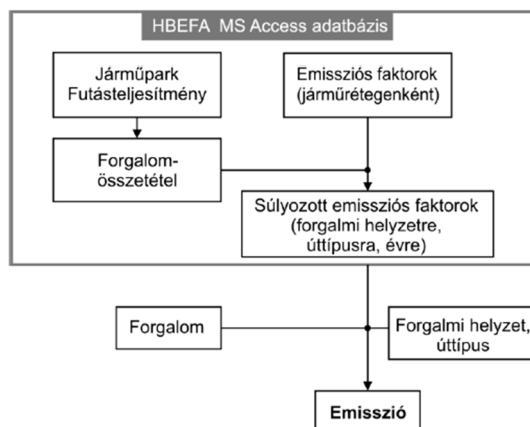 HBEFA MS Access adatbázis
Járműpark
Futásteljesítmény
Emissziós faktorok
(járműrétegenként)
Forgalom-
összetétel
Súlyozott emissziós faktorok
(forgalmi helyzetre,
úttípusra, évre)
Forgalom
Forgalmi helyzet,
úttípus
Emisszió